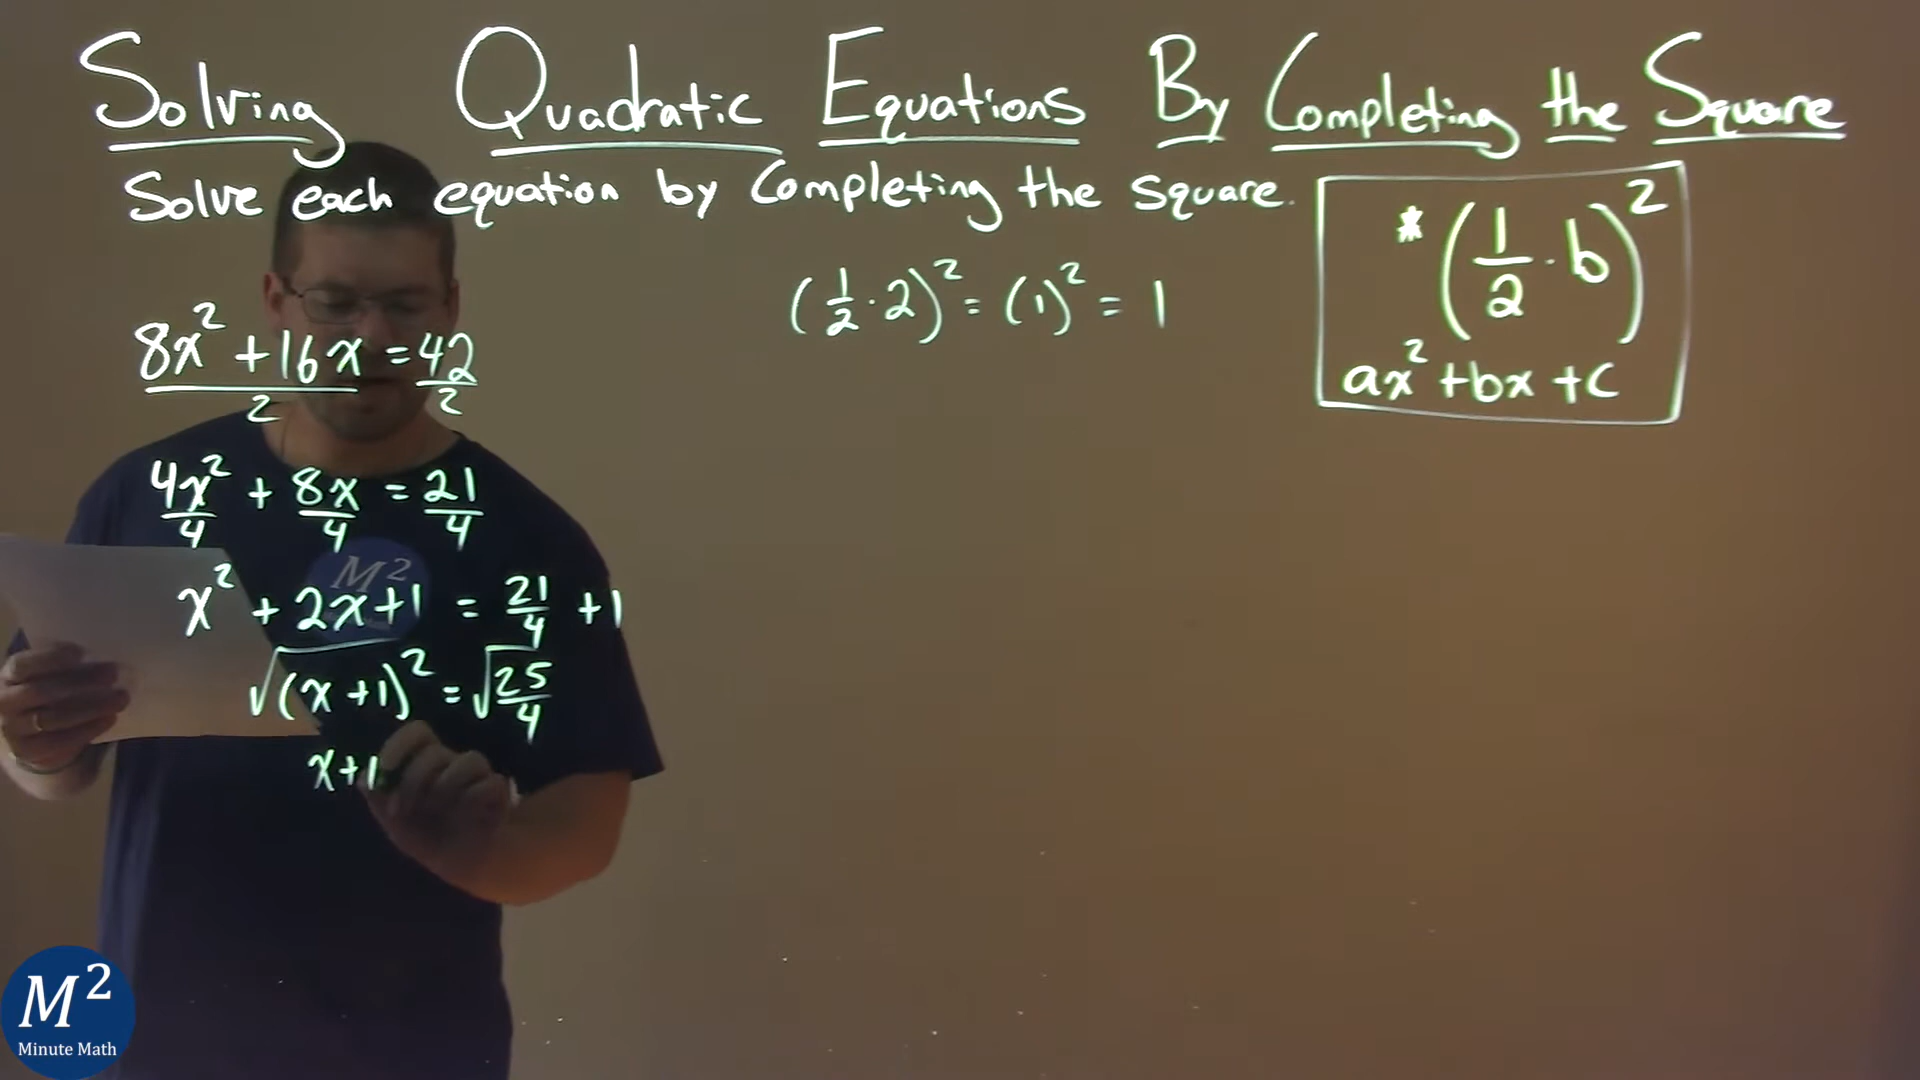 Solving Quadratic Equations By Completing the Square
Solve each equation by Completing the square.
* (1/2 · b)²
ax² + bx + c
(1/2 · 2)² = (1)² = 1
8x² + 16x = 42
2 2
4x² + 8x = 21
4 4 4
x² + 2x + 1 = 21/4 + 1
√(x + 1)² = √25/4
x + 1
M²
M²
Minute Math